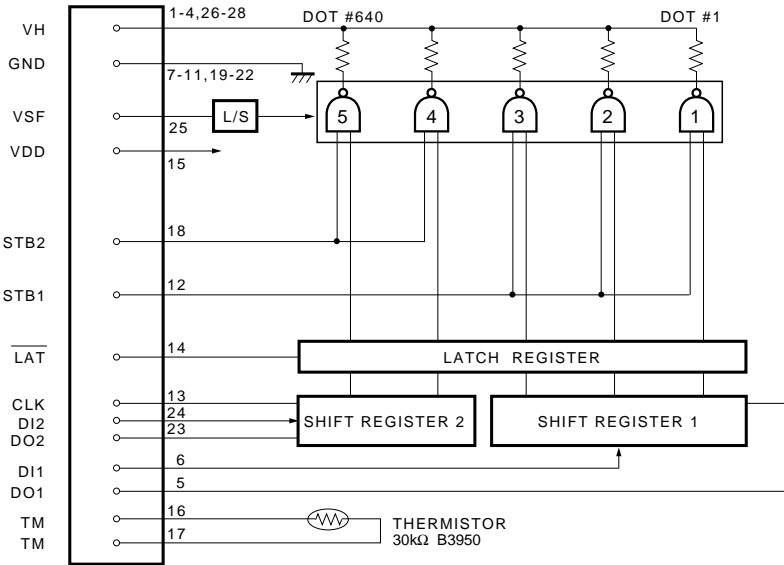 1-4,26-28
DOT #640
DOT #1
VH
GND
7-11,19-22
VSF
25
L/S
5
4
3
2
1
VDD
15
STB2
18
STB1
12
LAT
14
LATCH REGISTER
CLK
13
DI2
24
DO2
23
SHIFT REGISTER 2
SHIFT REGISTER 1
DI1
6
DO1
5
TM
16
TM
17
THERMISTOR
30kΩ B3950